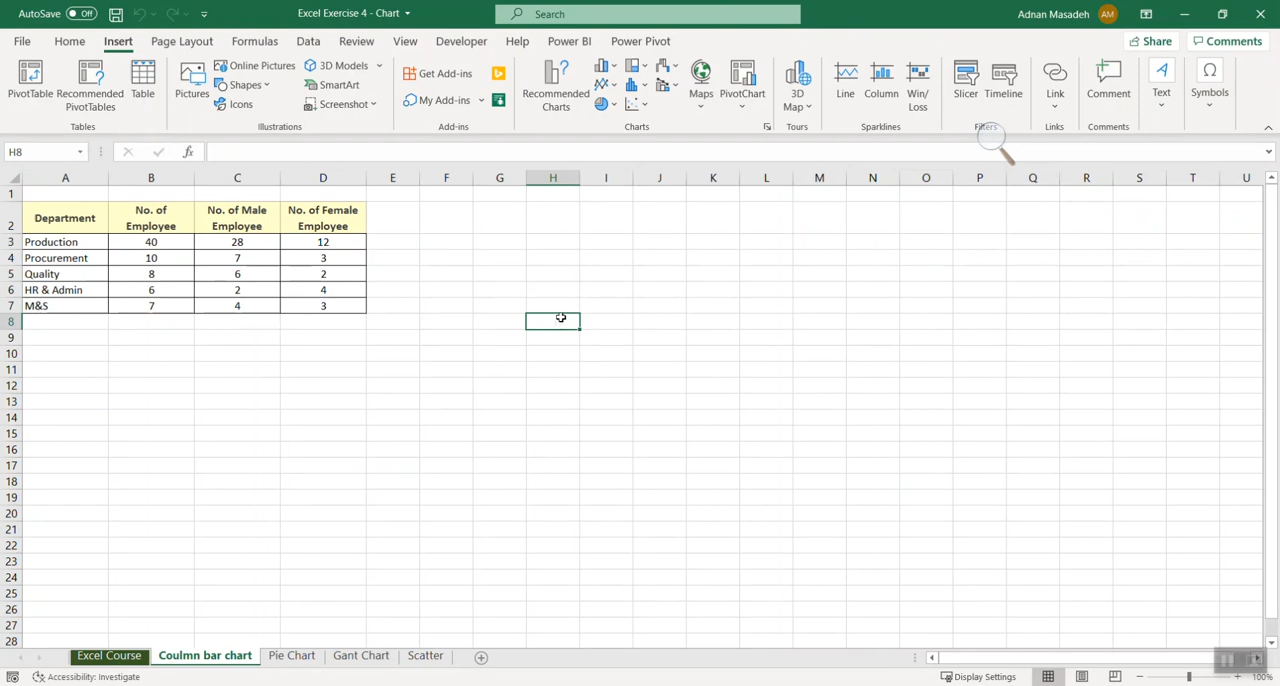 AutoSave Off Excel Exercise 4 - Chart Search Adnan Masadeh AM
File Home Insert Page Layout Formulas Data Review View Developer Help Power BI Power Pivot Share Comments
PivotTable Recommended PivotTables Table Pictures Online Pictures Shapes Icons 3D Models SmartArt Screenshot Get Add-ins My Add-ins Recommended Charts Maps PivotChart 3D Map Line Column Win/Loss Slicer Timeline Link Comment Text Symbols
Tables Illustrations Add-ins Charts Tours Sparklines Filters Links Comments
H8 fx
A B C D E F G H I J K L M N O P Q R S T U
1
2 Department No. of Employee No. of Male Employee No. of Female Employee
3 Production 40 28 12
4 Procurement 10 7 3
5 Quality 8 6 2
6 HR & Admin 6 2 4
7 M&S 7 4 3
8
9
10
11
12
13
14
15
16
17
18
19
20
21
22
23
24
25
26
27
28
Excel Course Coulmn bar chart Pie Chart Gant Chart Scatter
Accessibility: Investigate Display Settings 100%